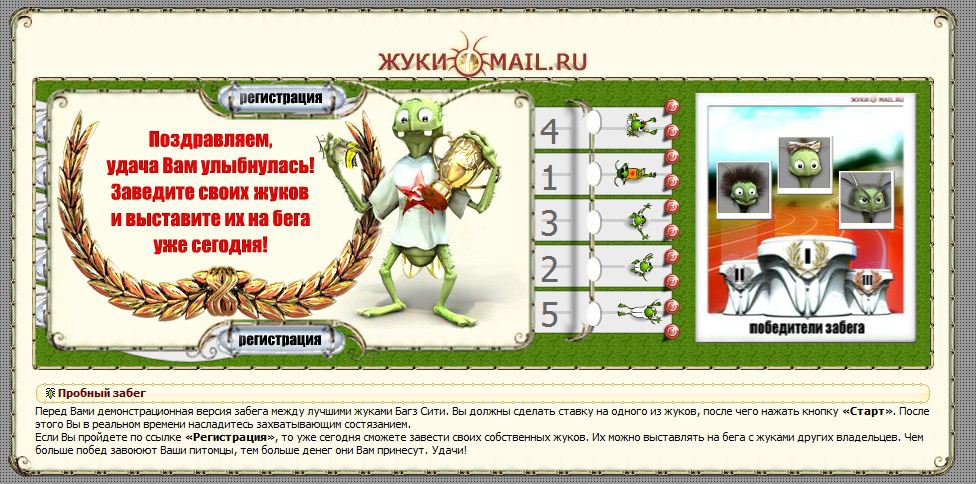 ЖУКИ MAIL.RU
регистрация
Поздравляем,
удача Вам улыбнулась!
Заведите своих жуков
и выставите их на бега
уже сегодня!
регистрация
4
1
3
2
5
ЖУКИ MAIL.RU
I
II
III
победители забега
Пробный забег
Перед Вами демонстрационная версия забега между лучшими жуками Багз Сити. Вы должны сделать ставку на одного из жуков, после чего нажать кнопку «Старт». После
этого Вы в реальном времени насладитесь захватывающим состязанием.
Если Вы пройдете по ссылке «Регистрация», то уже сегодня сможете завести своих собственных жуков. Их можно выставлять на бега с жуками других владельцев. Чем
больше побед завоюют Ваши питомцы, тем больше денег они Вам принесут. Удачи!